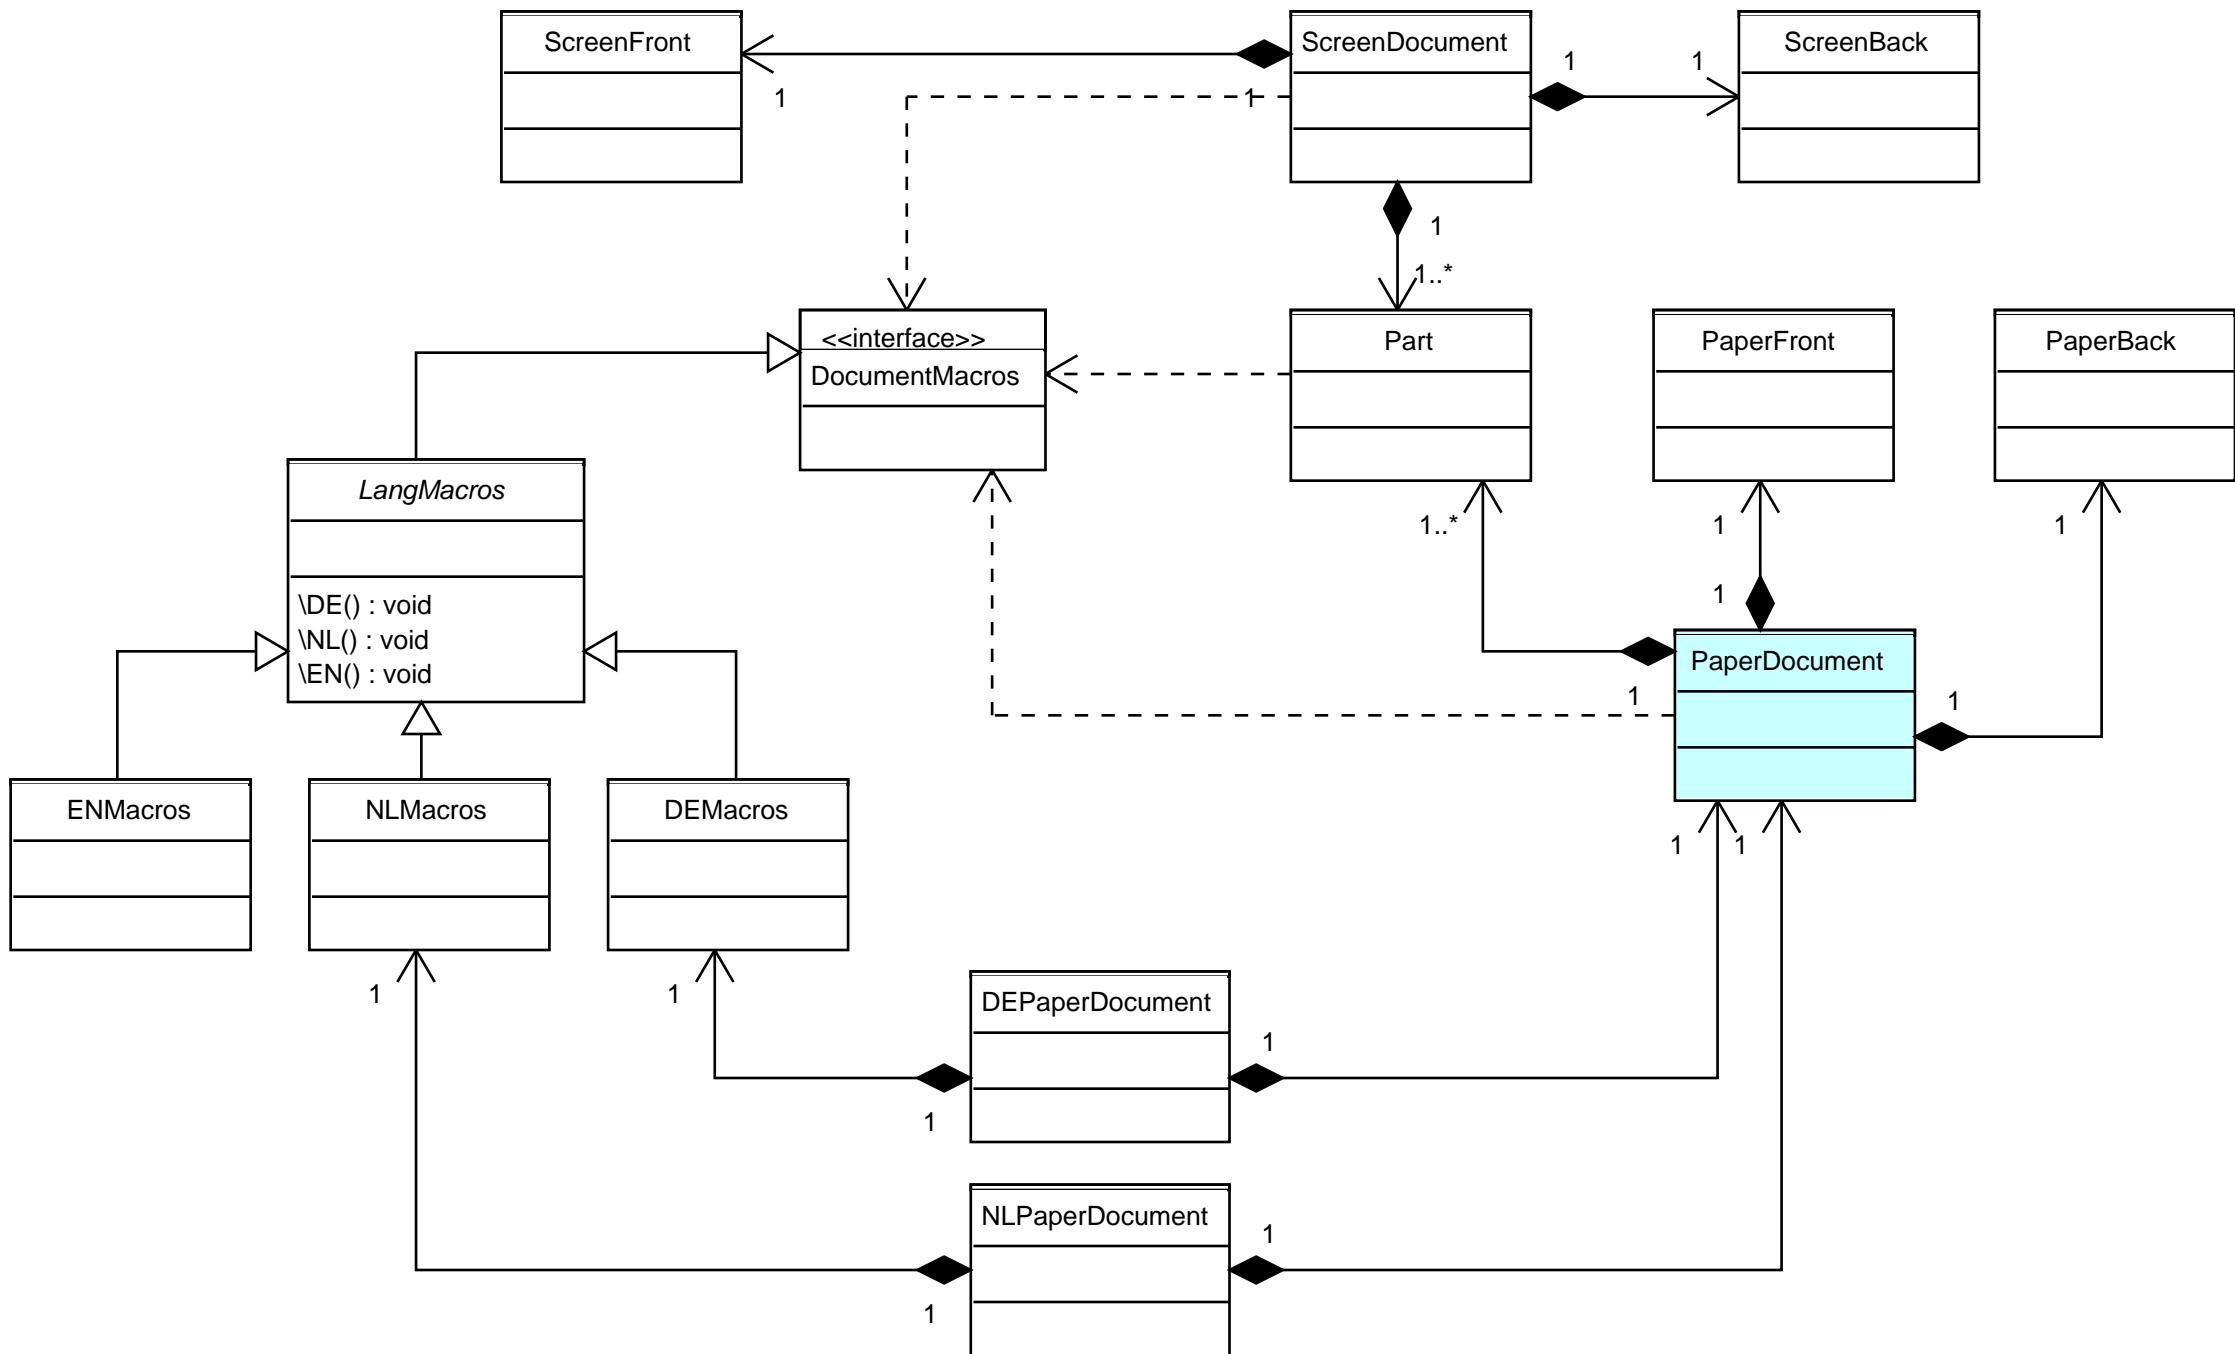 ScreenFront
ScreenDocument
ScreenBack
1
1
1
1
1
1..*
<<interface>>
DocumentMacros
Part
PaperFront
PaperBack
LangMacros
1..*
1
1
\DE() : void
\NL() : void
\EN() : void
1
PaperDocument
1
1
ENMacros
NLMacros
DEMacros
1
1
1
1
DEPaperDocument
1
1
NLPaperDocument
1
1